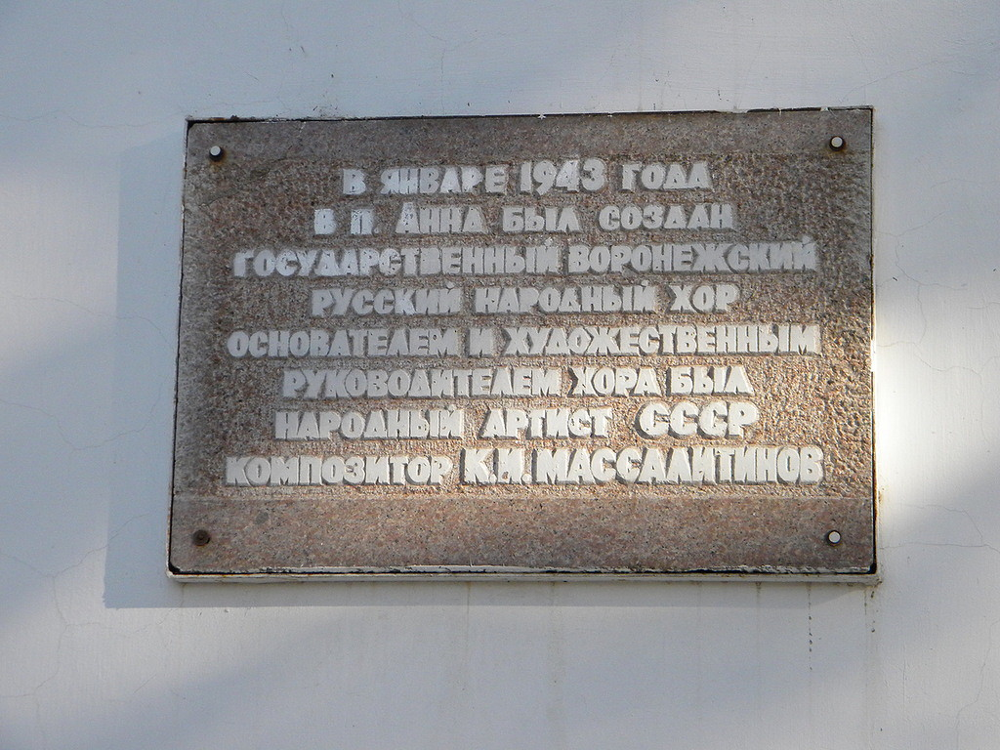 В ЯНВАРЕ 1943 ГОДА
В П. АННА БЫЛ СОЗДАН
ГОСУДАРСТВЕННЫЙ ВОРОНЕЖСКИЙ
РУССКИЙ НАРОДНЫЙ ХОР
ОСНОВАТЕЛЕМ И ХУДОЖЕСТВЕННЫМ
РУКОВОДИТЕЛЕМ ХОРА БЫЛ
НАРОДНЫЙ АРТИСТ СССР
КОМПОЗИТОР К.И. МАССАЛИТИНОВ